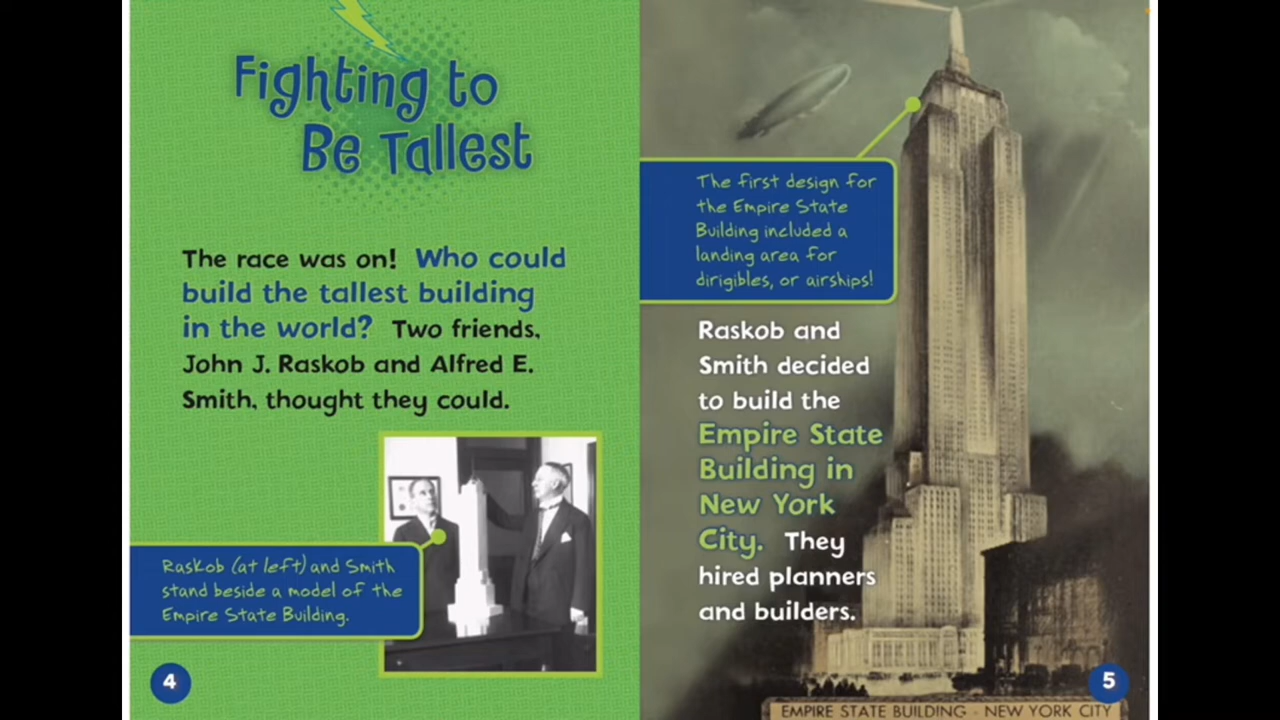 Fighting to
Be Tallest
The race was on! Who could
build the tallest building
in the world? Two friends,
John J. Raskob and Alfred E.
Smith, thought they could.
Raskob (at left) and Smith
stand beside a model of the
Empire State Building.
4
The first design for
the Empire State
Building included a
landing area for
dirigibles, or airships!
Raskob and
Smith decided
to build the
Empire State
Building in
New York
City. They
hired planners
and builders.
5
EMPIRE STATE BUILDING - NEW YORK CITY